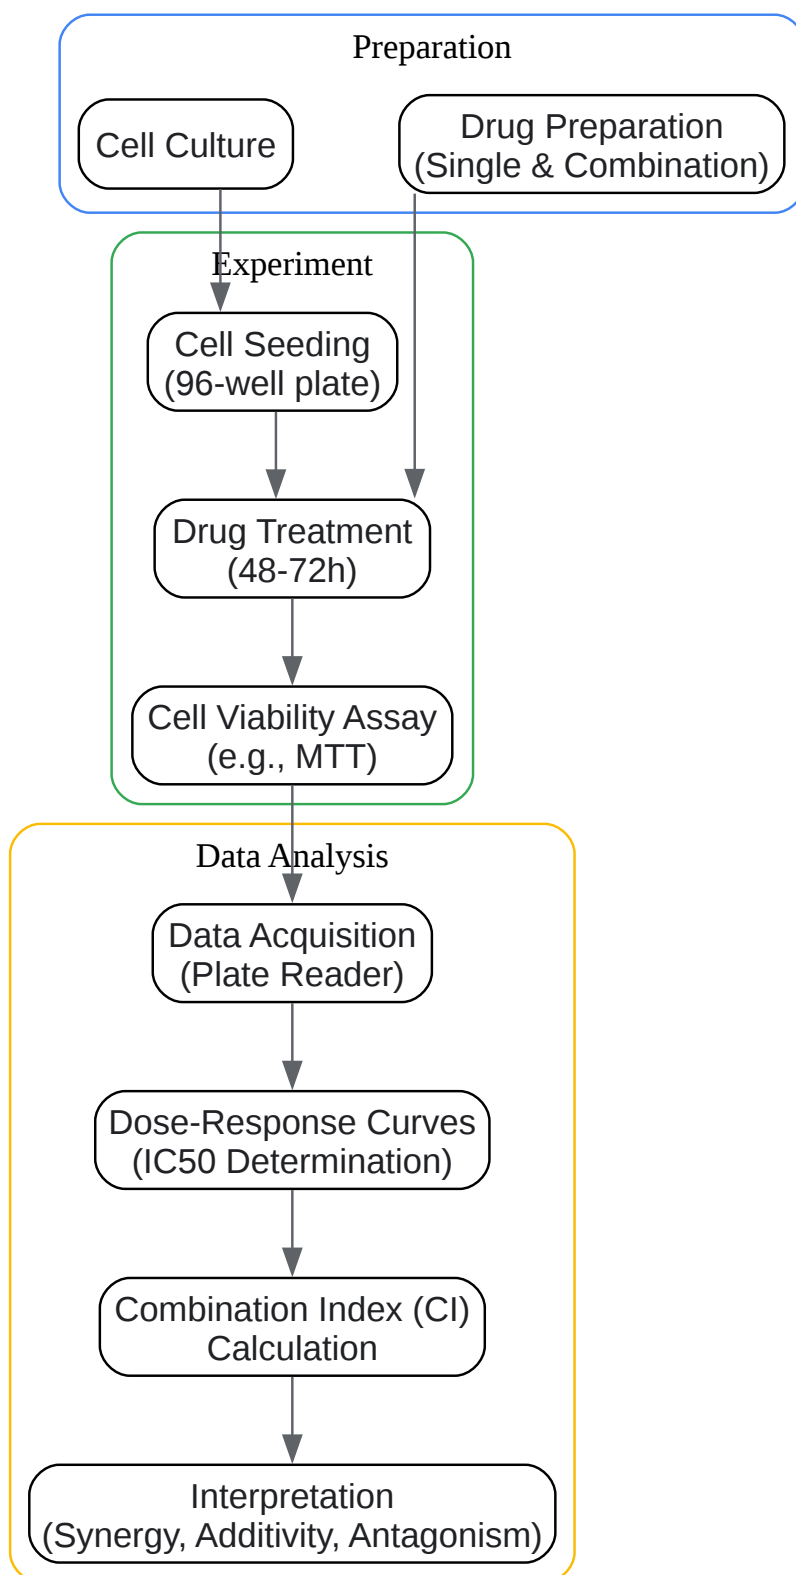 Preparation
Cell Culture
Drug Preparation
(Single & Combination)
Experiment
Cell Seeding
(96-well plate)
Drug Treatment
(48-72h)
Cell Viability Assay
(e.g., MTT)
Data Analysis
Data Acquisition
(Plate Reader)
Dose-Response Curves
(IC50 Determination)
Combination Index (CI)
Calculation
Interpretation
(Synergy, Additivity, Antagonism)